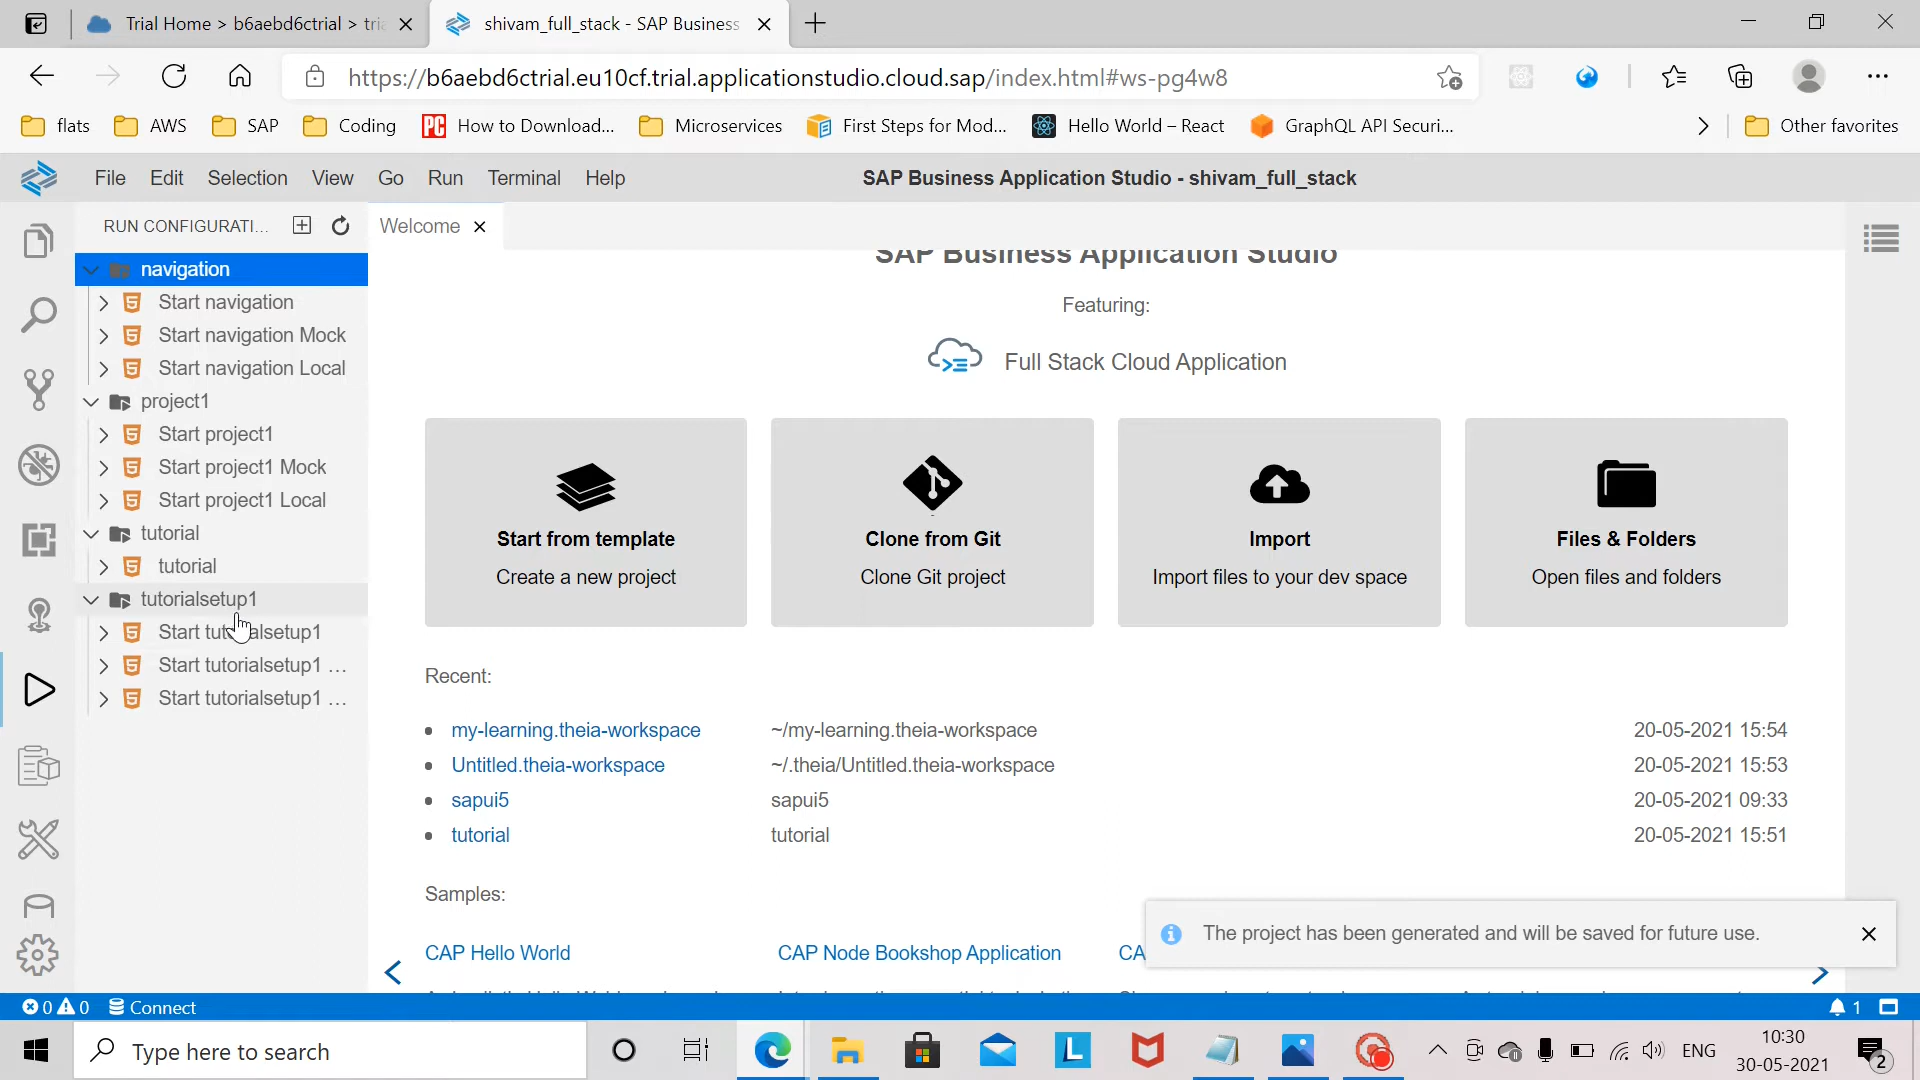 Trial Home > b6aebd6ctrial > tria
shivam_full_stack - SAP Business
https://b6aebd6ctrial.eu10cf.trial.applicationstudio.cloud.sap/index.html#ws-pg4w8
flats
AWS
SAP
Coding
PC
How to Download...
Microservices
First Steps for Mod...
Hello World – React
GraphQL API Securi...
Other favorites
File Edit Selection View Go Run Terminal Help
SAP Business Application Studio - shivam_full_stack
RUN CONFIGURATI...
Welcome
navigation
Start navigation
Start navigation Mock
Start navigation Local
project1
Start project1
Start project1 Mock
Start project1 Local
tutorial
tutorial
tutorialsetup1
Start tutorialsetup1
Start tutorialsetup1 ...
Start tutorialsetup1 ...
SAP Business Application Studio
Featuring:
Full Stack Cloud Application
Start from template
Create a new project
Clone from Git
Clone Git project
Import
Import files to your dev space
Files & Folders
Open files and folders
Recent:
my-learning.theia-workspace ~/my-learning.theia-workspace 20-05-2021 15:54
Untitled.theia-workspace ~/.theia/Untitled.theia-workspace 20-05-2021 15:53
sapui5 sapui5 20-05-2021 09:33
tutorial tutorial 20-05-2021 15:51
Samples:
CAP Hello World
CAP Node Bookshop Application
CA
The project has been generated and will be saved for future use.
0 0 Connect
1
Type here to search
L
ENG
10:30
30-05-2021
2